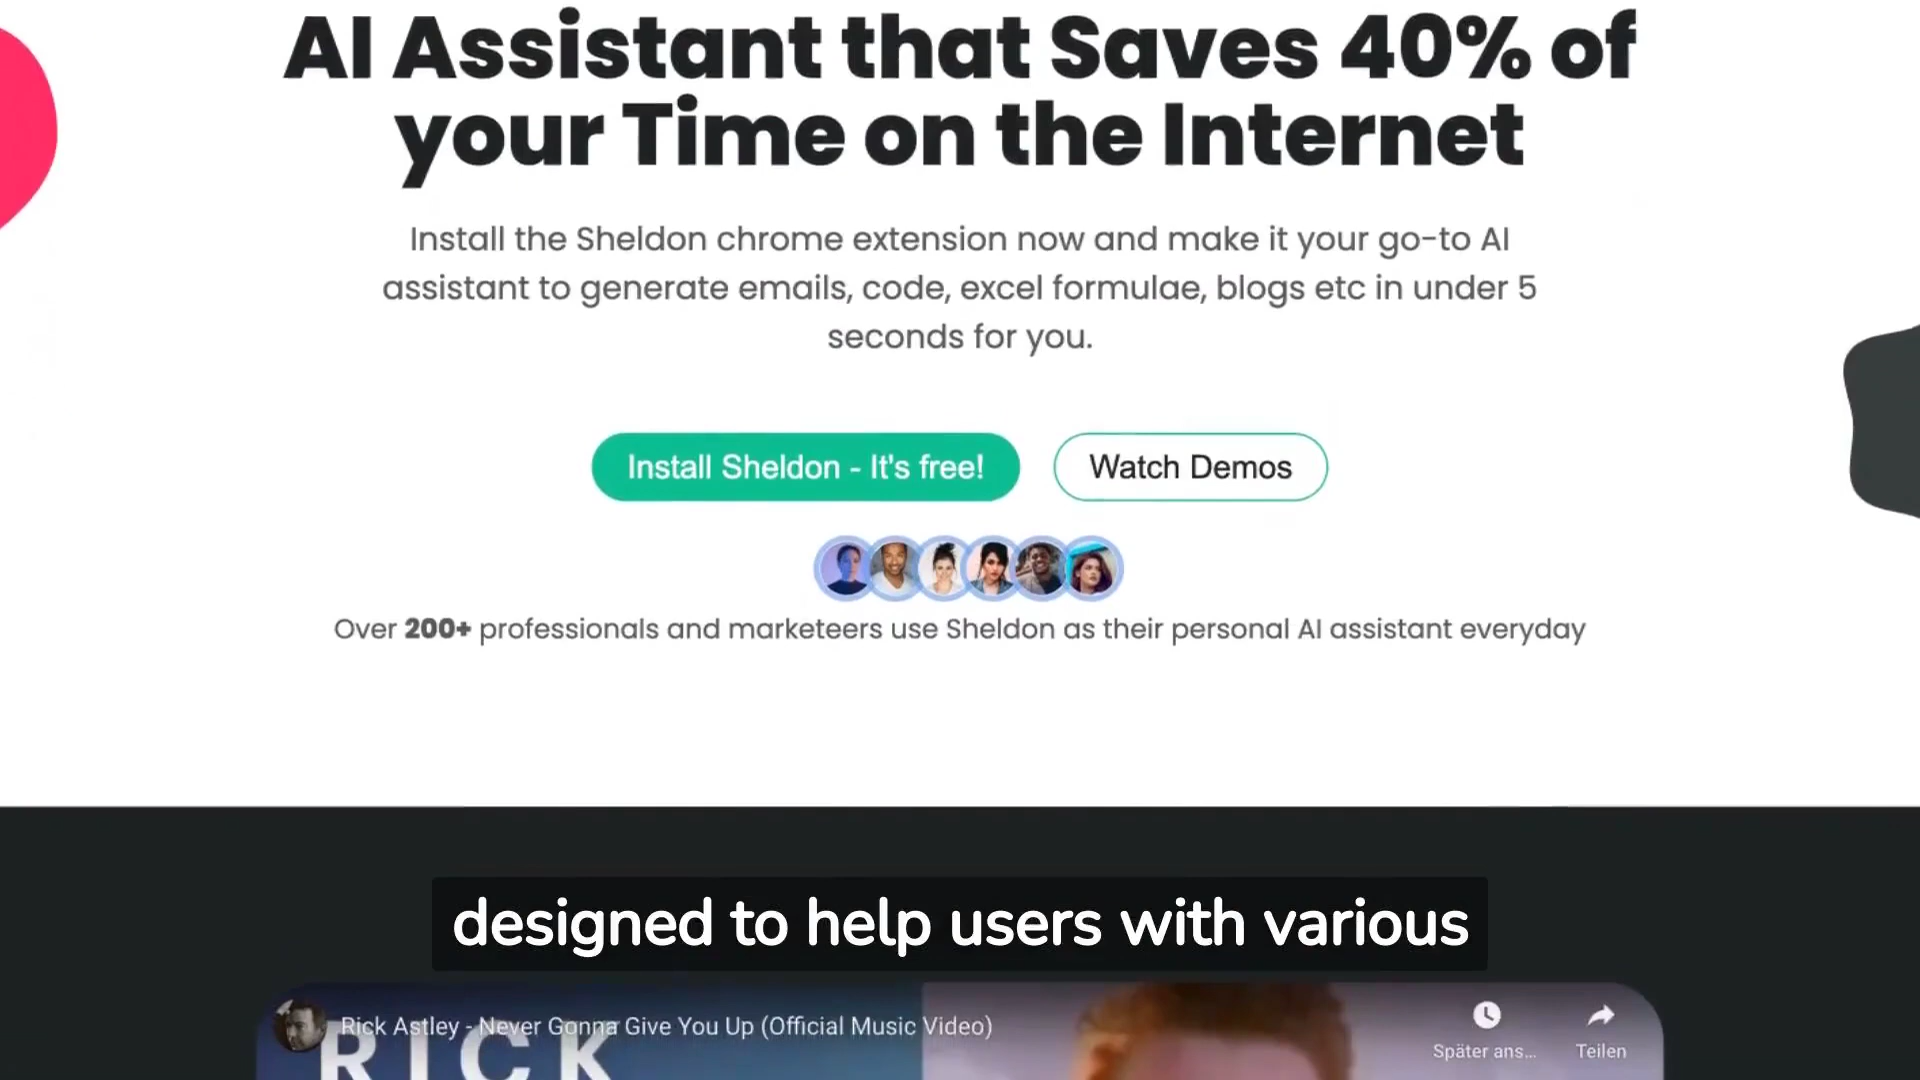 AI Assistant that Saves 40% of
your Time on the Internet
Install the Sheldon chrome extension now and make it your go-to AI
assistant to generate emails, code, excel formulae, blogs etc in under 5
seconds for you.
Install Sheldon - It's free!
Watch Demos
Over 200+ professionals and marketeers use Sheldon as their personal AI assistant everyday
designed to help users with various
Rick Astley - Never Gonna Give You Up (Official Music Video)
Später ans...
Teilen
RICK